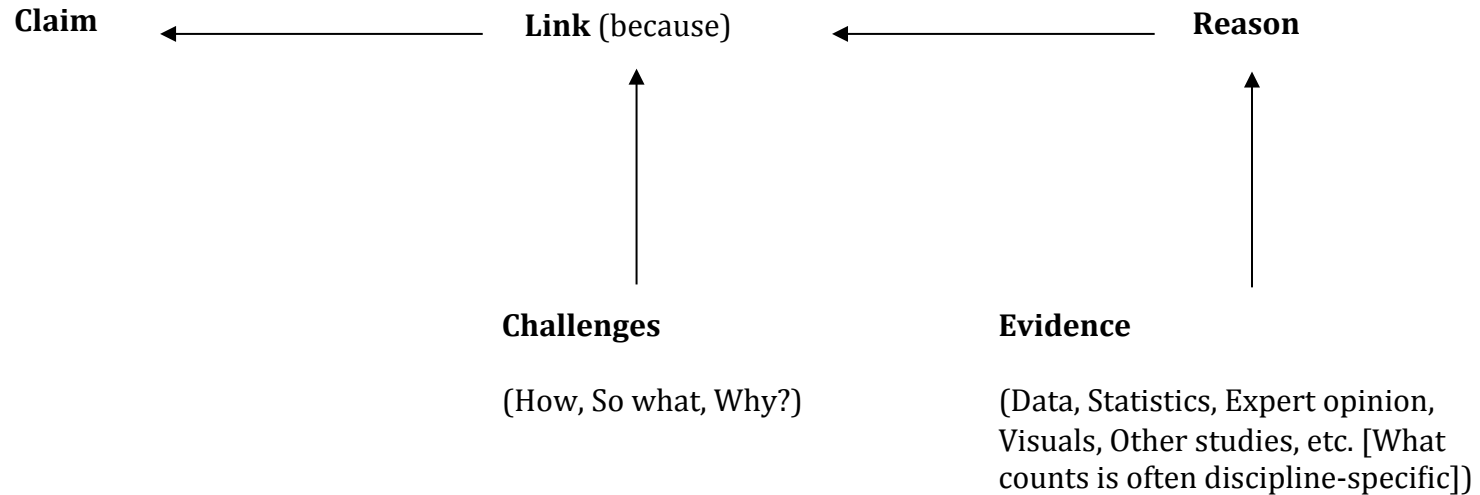 Claim
Link (because)
Reason
Challenges
(How, So what, Why?)
Evidence
(Data, Statistics, Expert opinion,
Visuals, Other studies, etc. [What
counts is often discipline-specific])